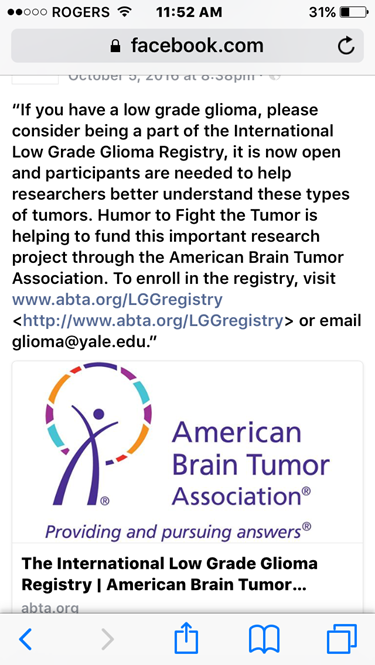 ROGERS 11:52 AM 31%
facebook.com
October 5, 2016 at 8:38pm ·
"If you have a low grade glioma, please
consider being a part of the International
Low Grade Glioma Registry, it is now open
and participants are needed to help
researchers better understand these types
of tumors. Humor to Fight the Tumor is
helping to fund this important research
project through the American Brain Tumor
Association. To enroll in the registry, visit
www.abta.org/LGGregistry
<http://www.abta.org/LGGregistry> or email
glioma@yale.edu."
American
Brain Tumor
Association®
®
Providing and pursuing answers®
The International Low Grade Glioma
Registry | American Brain Tumor...
abta.org